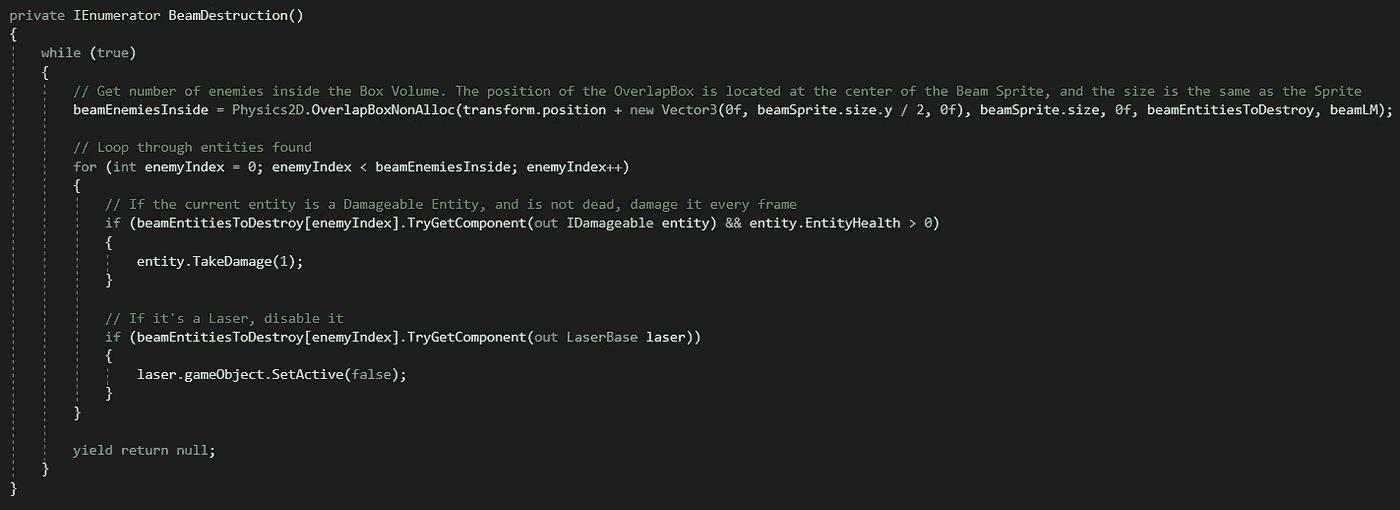 private IEnumerator BeamDestruction()
{
while (true)
{
// Get number of enemies inside the Box Volume. The position of the OverlapBox is located at the center of the Beam Sprite, and the size is the same as the Sprite
beamEnemiesInside = Physics2D.OverlapBoxNonAlloc(transform.position + new Vector3(0f, beamSprite.size.y / 2, 0f), beamSprite.size, 0f, beamEntitiesToDestroy, beamLM);
// Loop through entities found
for (int enemyIndex = 0; enemyIndex < beamEnemiesInside; enemyIndex++)
{
// If the current entity is a Damageable Entity, and is not dead, damage it every frame
if (beamEntitiesToDestroy[enemyIndex].TryGetComponent(out IDamageable entity) && entity.EntityHealth > 0)
{
entity.TakeDamage(1);
}
// If it's a Laser, disable it
if (beamEntitiesToDestroy[enemyIndex].TryGetComponent(out LaserBase laser))
{
laser.gameObject.SetActive(false);
}
}
yield return null;
}
}